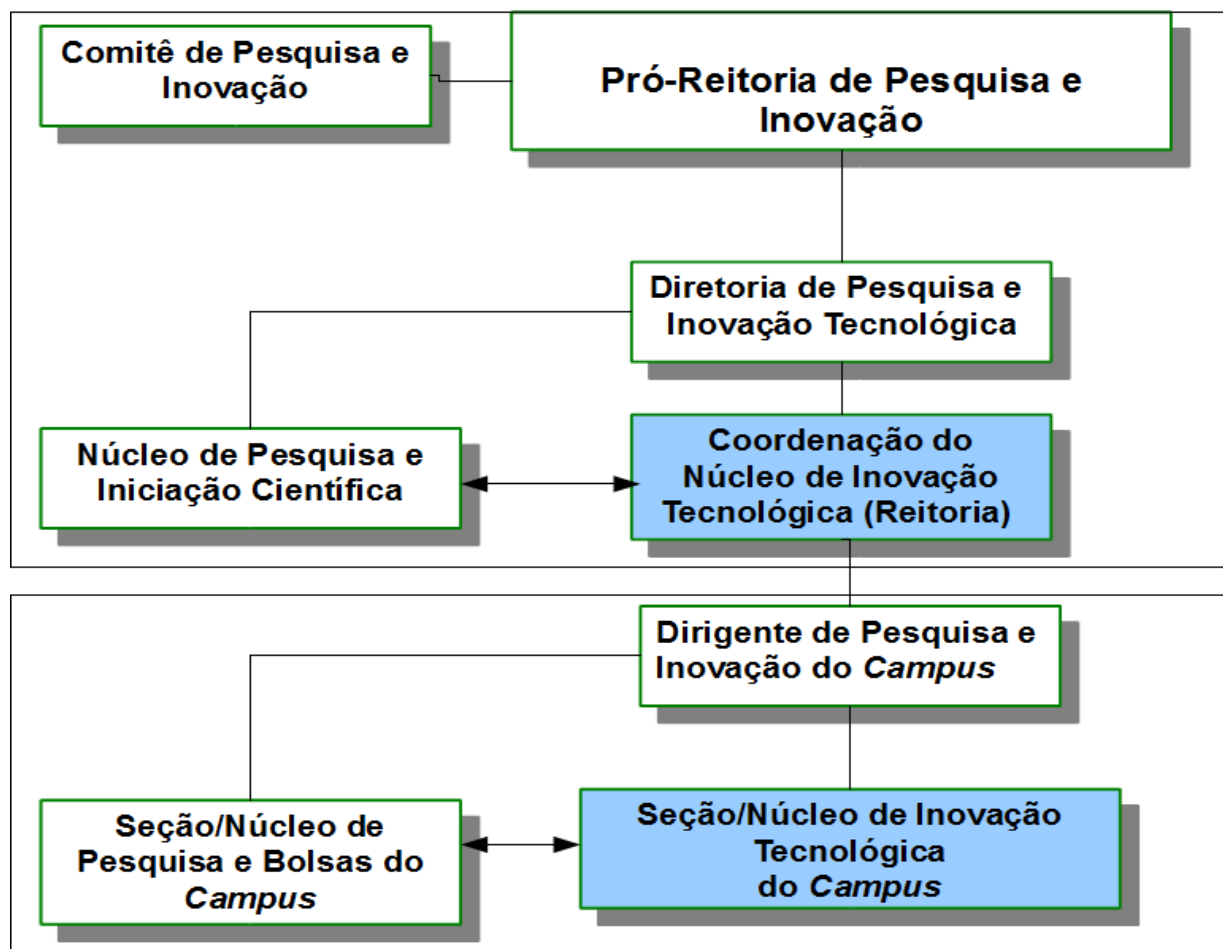 Comitê de Pesquisa e
Inovação
Pró-Reitoria de Pesquisa e
Inovação
Diretoria de Pesquisa e
Inovação Tecnológica
Núcleo de Pesquisa e
Iniciação Científica
Coordenação do
Núcleo de Inovação
Tecnológica (Reitoria)
Dirigente de Pesquisa e
Inovação do Campus
Seção/Núcleo de
Pesquisa e Bolsas do
Campus
Seção/Núcleo de Inovação
Tecnológica
do Campus